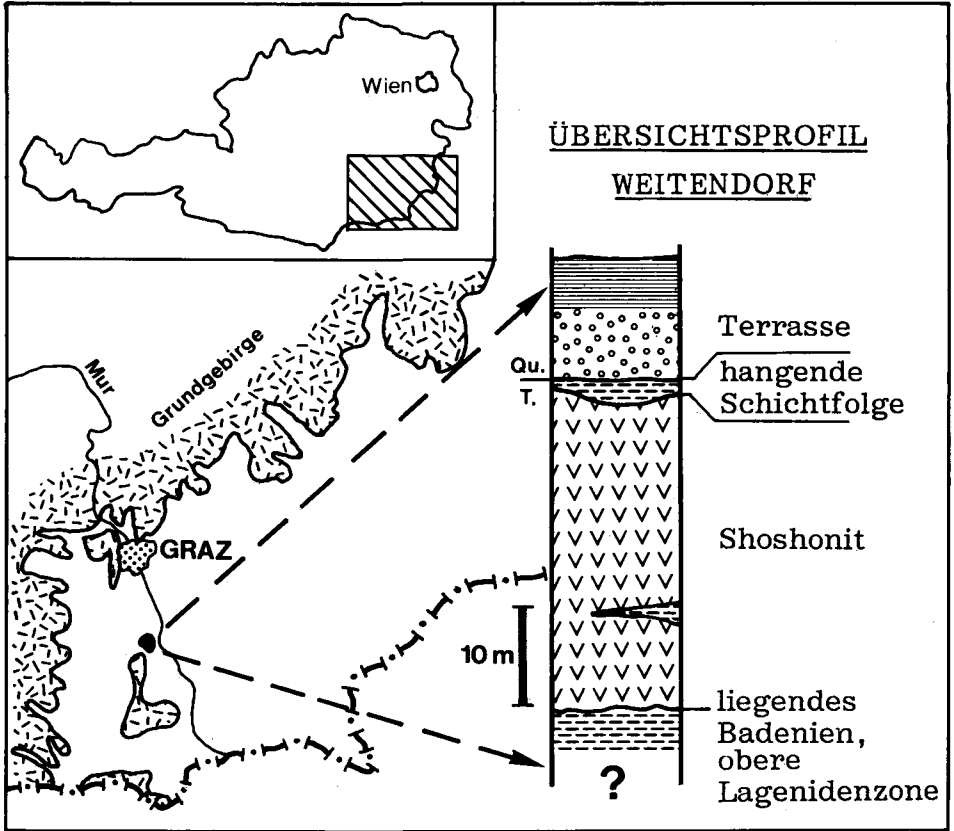 Wien
ÜBERSICHTSPROFIL
WEITENDORF
Mur
Grundgebirge
GRAZ
Qu.
T.
Terrasse
hangende
Schichtfolge
Shoshonit
10 m
liegendes
Badenien,
obere
Lagenidenzone
?